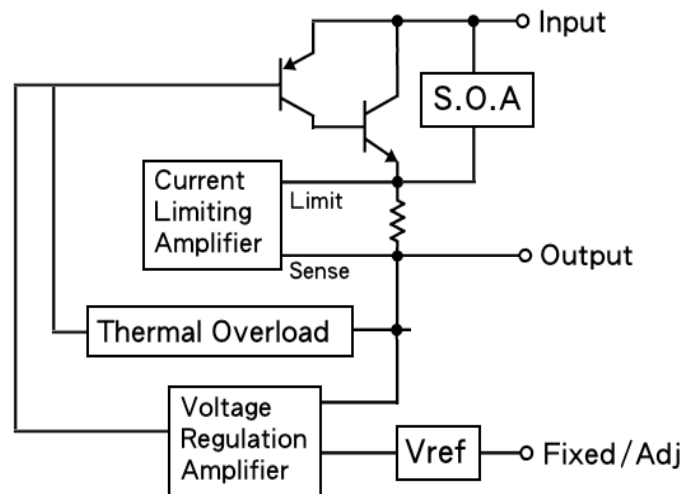 Input
S.O.A
Current
Limiting
Amplifier
Limit
Sense
Output
Thermal Overload
Voltage
Regulation
Amplifier
Vref
Fixed/Adj